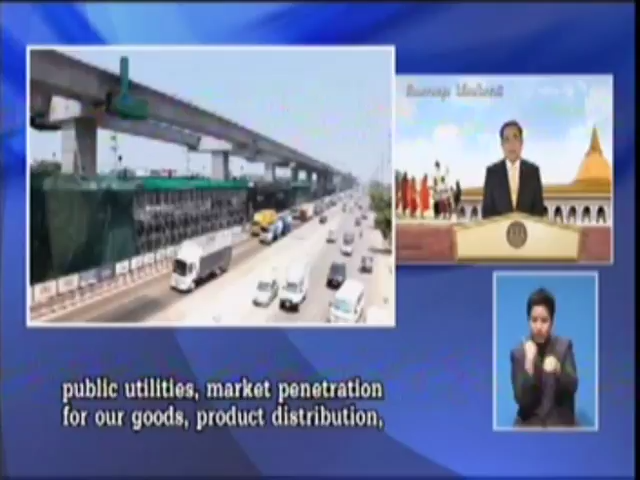 public utilities, market penetration
for our goods, product distribution,